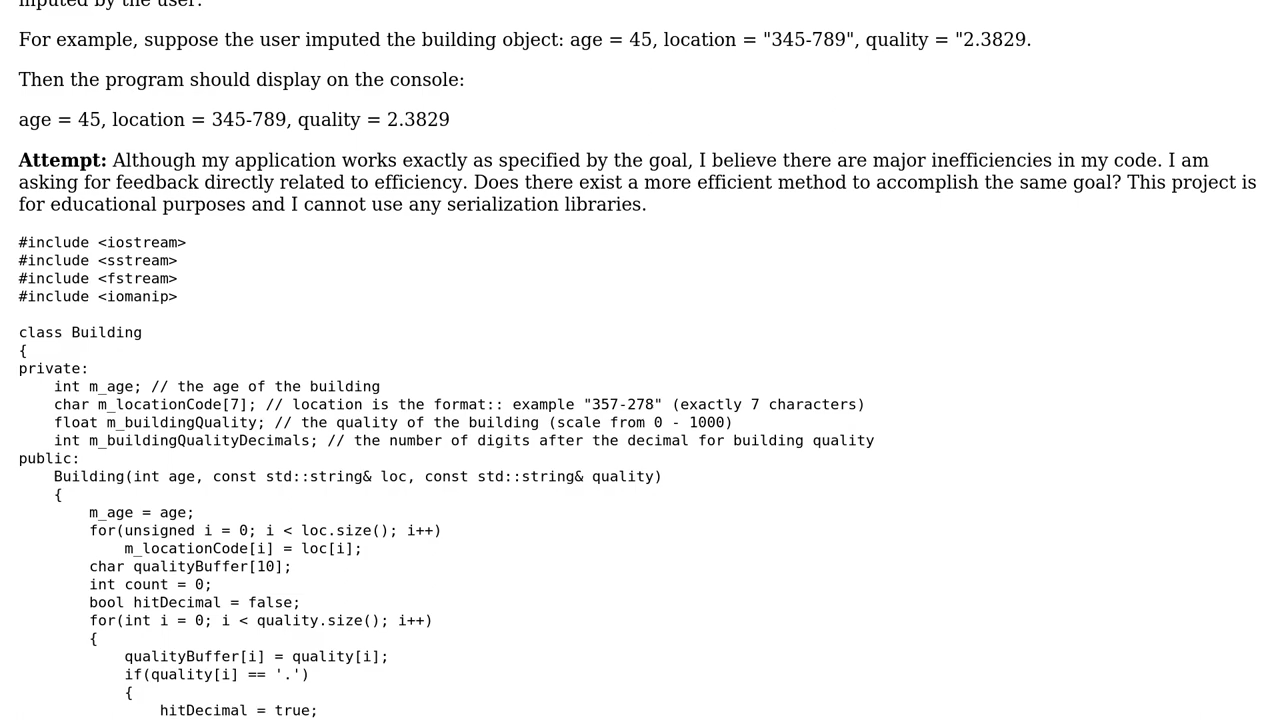 inputed by the user.
For example, suppose the user imputed the building object: age = 45, location = "345-789", quality = "2.3829.
Then the program should display on the console:
age = 45, location = 345-789, quality = 2.3829
Attempt: Although my application works exactly as specified by the goal, I believe there are major inefficiencies in my code. I am
asking for feedback directly related to efficiency. Does there exist a more efficient method to accomplish the same goal? This project is
for educational purposes and I cannot use any serialization libraries.
#include <iostream>
#include <sstream>
#include <fstream>
#include <iomanip>
class Building
{
private:
    int m_age; // the age of the building
    char m_locationCode[7]; // location is the format:: example "357-278" (exactly 7 characters)
    float m_buildingQuality; // the quality of the building (scale from 0 - 1000)
    int m_buildingQualityDecimals; // the number of digits after the decimal for building quality
public:
    Building(int age, const std::string& loc, const std::string& quality)
    {
        m_age = age;
        for(unsigned i = 0; i < loc.size(); i++)
            m_locationCode[i] = loc[i];
        char qualityBuffer[10];
        int count = 0;
        bool hitDecimal = false;
        for(int i = 0; i < quality.size(); i++)
        {
            qualityBuffer[i] = quality[i];
            if(quality[i] == '.')
            {
                hitDecimal = true;